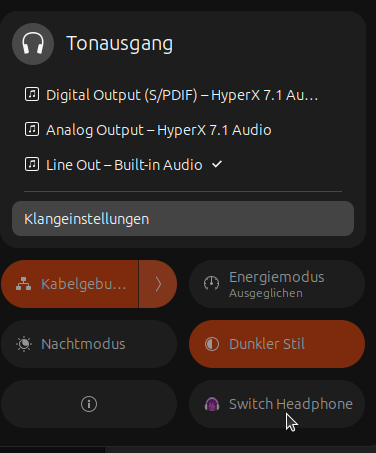 Tonausgang
Digital Output (S/PDIF) – HyperX 7.1 Au…
Analog Output – HyperX 7.1 Audio
Line Out – Built-in Audio
Klangeinstellungen
Kabelgebu…
Energiemodus
Ausgeglichen
Nachtmodus
Dunkler Stil
Switch Headphone